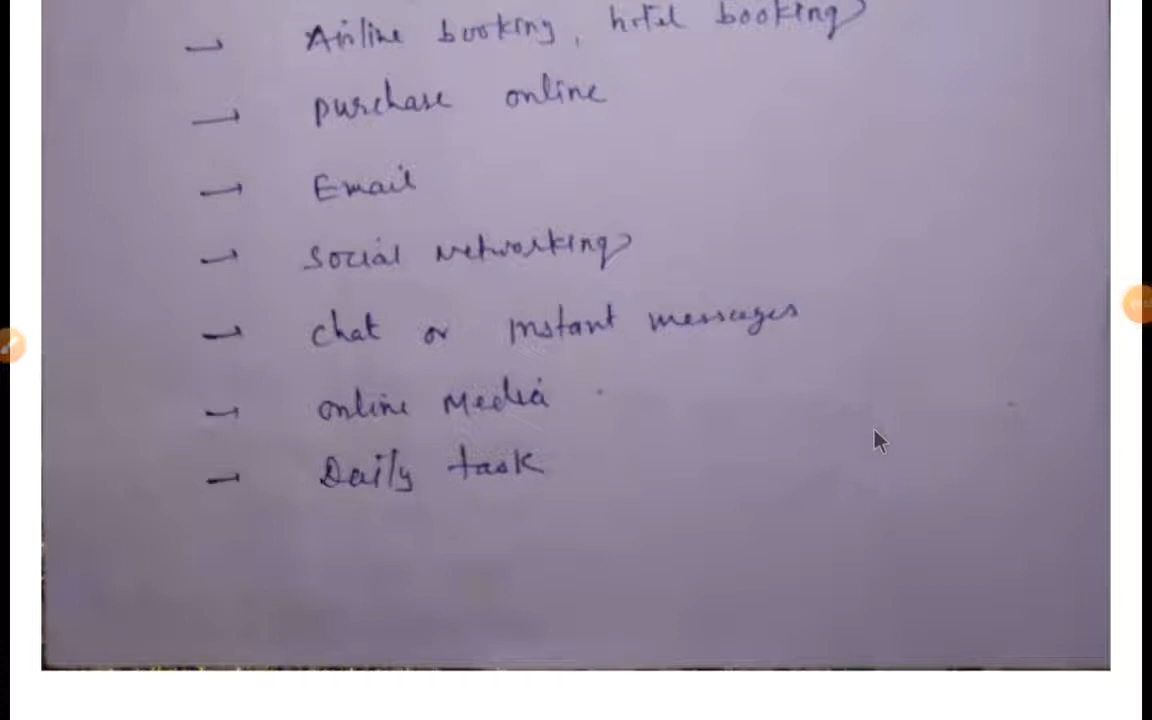 → Airline booking, hotel booking
→ purchase online
→ Email
→ social networking
→ chat or instant messages
→ online Media
→ Daily task